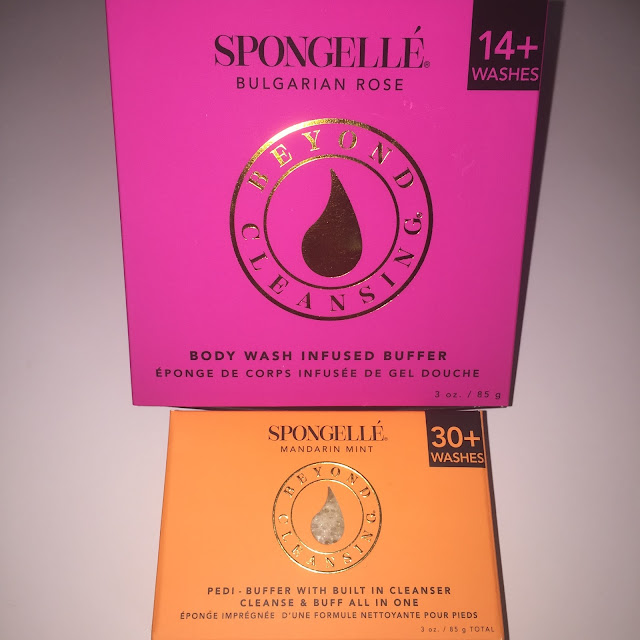 SPONGELLÉ®
BULGARIAN ROSE
14+
WASHES
BEYOND
CLEANSING®
BODY WASH INFUSED BUFFER
ÉPONGE DE CORPS INFUSÉE DE GEL DOUCHE
3 oz. / 85 g
SPONGELLÉ®
MANDARIN MINT
30+
WASHES
BEYOND
CLEANSING®
PEDI - BUFFER WITH BUILT IN CLEANSER
CLEANSE & BUFF ALL IN ONE
ÉPONGE IMPRÉGNÉE D'UNE FORMULE NETTOYANTE POUR PIEDS
3 oz. / 85 g TOTAL